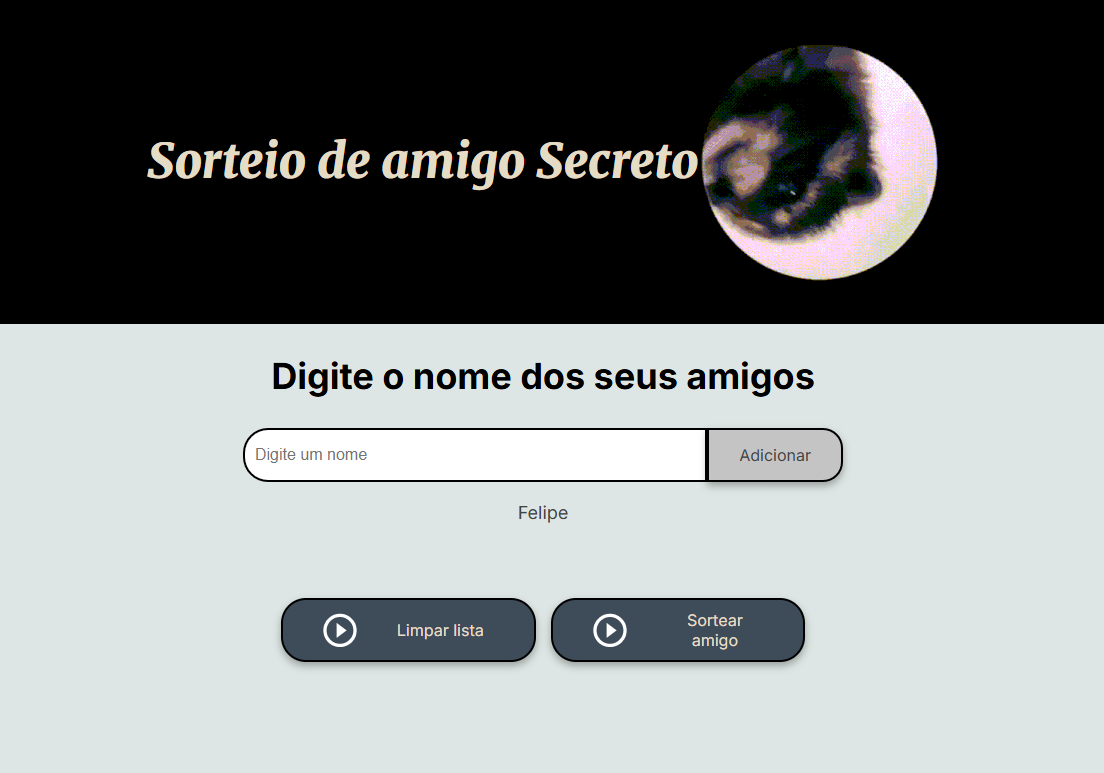 Sorteio de amigo Secreto
Digite o nome dos seus amigos
Digite um nome
Adicionar
Felipe
Limpar lista
Sortear
amigo